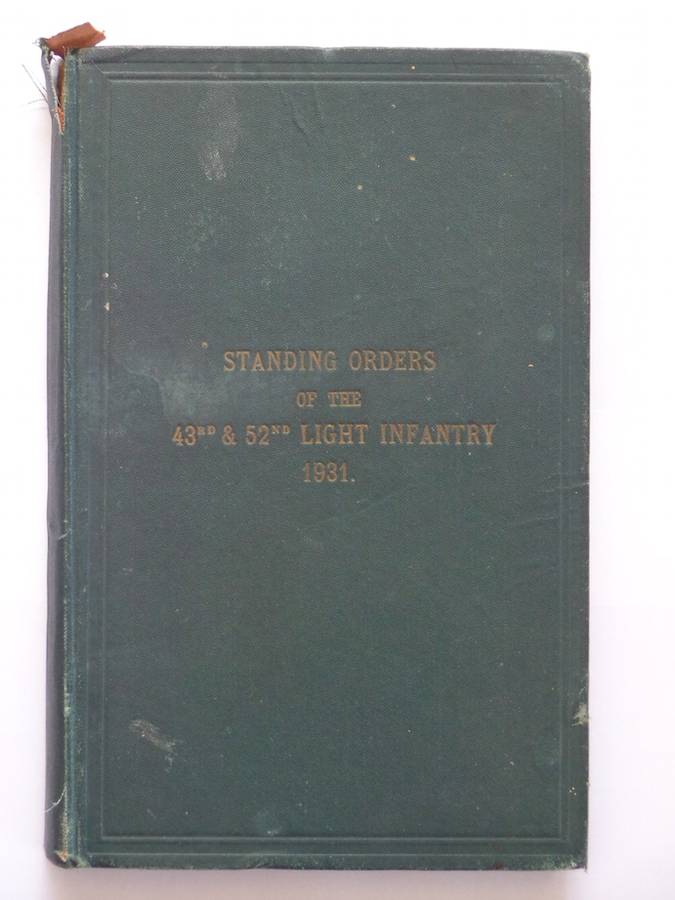 STANDING ORDERS
OF THE
43RD & 52ND LIGHT INFANTRY
1931.